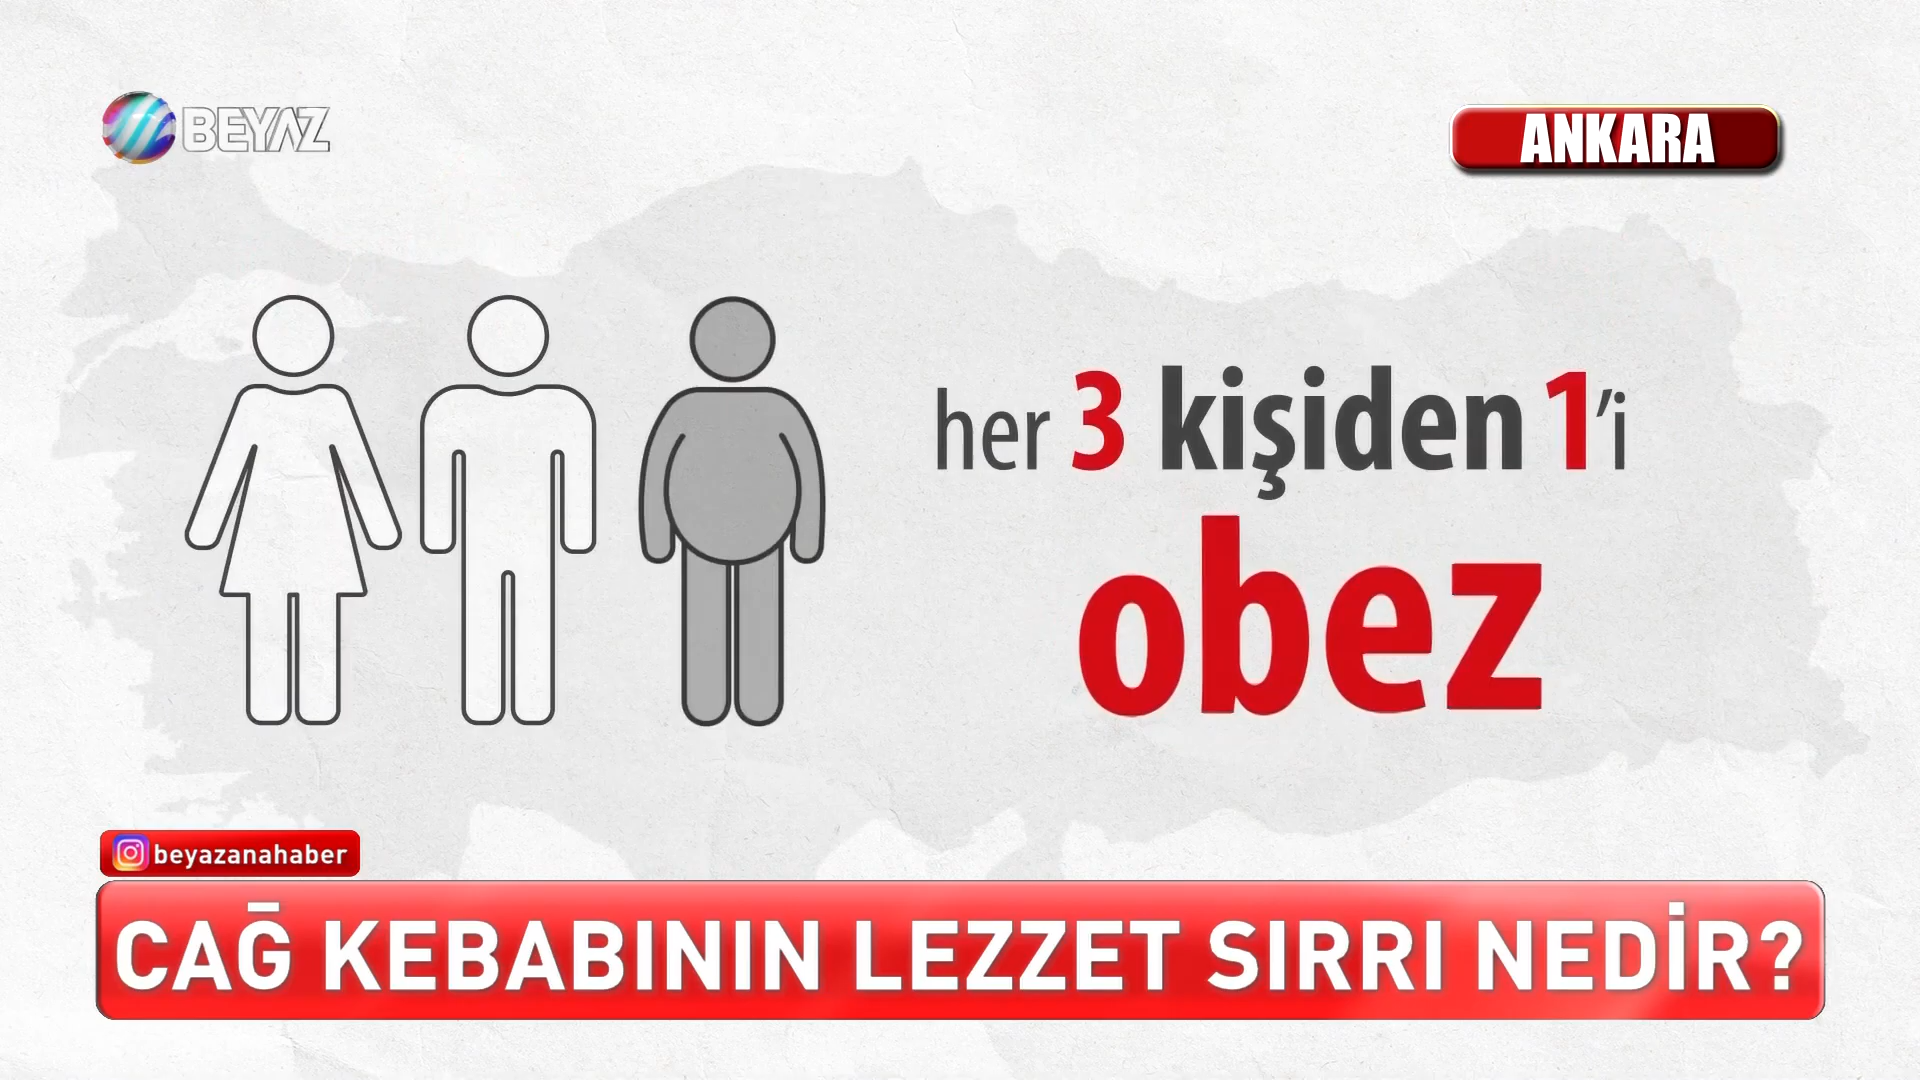 BEYAZ
ANKARA
her 3 kişiden 1'i
obez
beyazanahaber
CAĞ KEBABININ LEZZET SIRRI NEDİR?